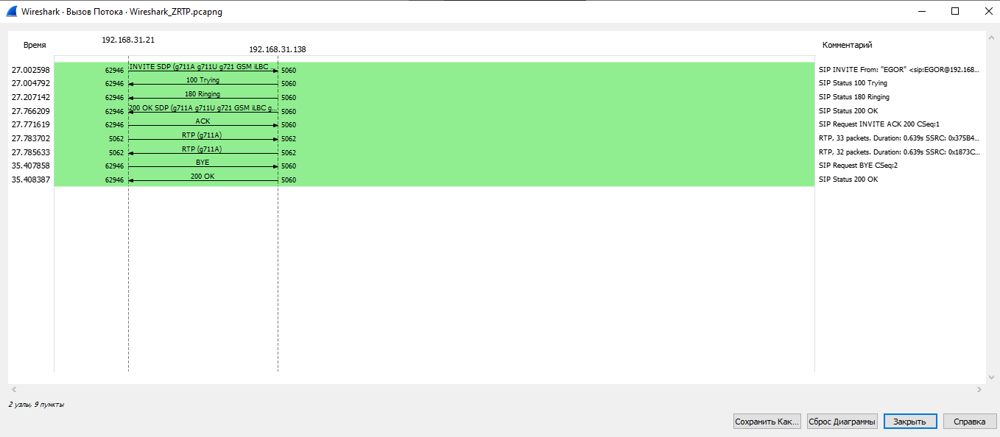 Wireshark · Вызов Потока · Wireshark_ZRTP.pcapng
192.168.31.21
Время
192.168.31.138
Комментарий
27.002598 62946 INVITE SDP (g711A g711U g721 GSM iLBC ... 5060 SIP INVITE From: "EGOR" <sip:EGOR@192.168...
27.004792 62946 100 Trying 5060 SIP Status 100 Trying
27.207142 62946 180 Ringing 5060 SIP Status 180 Ringing
27.766209 62946 200 OK SDP (g711A g711U g721 GSM iLBC g... 5060 SIP Status 200 OK
27.771619 62946 ACK 5060 SIP Request INVITE ACK 200 CSeq:1
27.783702 5062 RTP (g711A) 5062 RTP, 33 packets. Duration: 0.639s SSRC: 0x375B4...
27.785633 5062 RTP (g711A) 5062 RTP, 32 packets. Duration: 0.639s SSRC: 0x1873C...
35.407858 62946 BYE 5060 SIP Request BYE CSeq:2
35.408387 62946 200 OK 5060 SIP Status 200 OK
2 узлы, 9 пункты
Сохранить Как... Сброс Диаграммы Закрыть Справка